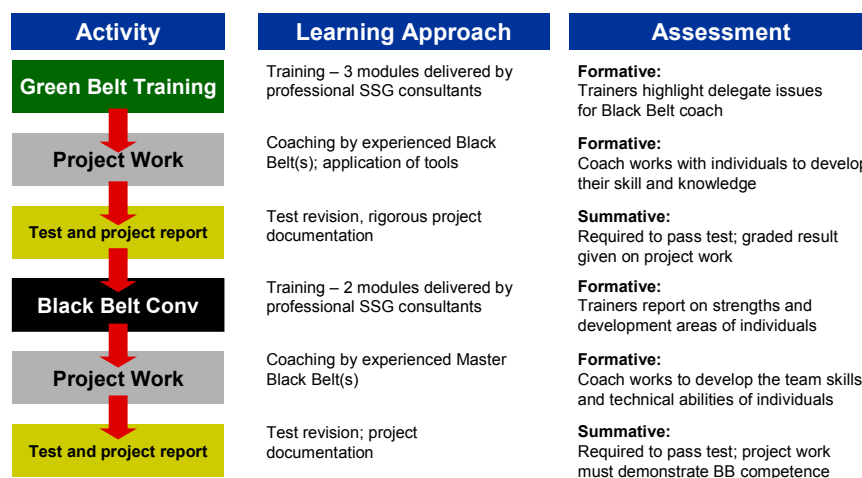 Activity
Learning Approach
Assessment
Green Belt Training
Training – 3 modules delivered by
professional SSG consultants
Formative:
Trainers highlight delegate issues
for Black Belt coach
Project Work
Coaching by experienced Black
Belt(s); application of tools
Formative:
Coach works with individuals to develop
their skill and knowledge
Test and project report
Test revision, rigorous project
documentation
Summative:
Required to pass test; graded result
given on project work
Black Belt Conv
Training – 2 modules delivered by
professional SSG consultants
Formative:
Trainers report on strengths and
development areas of individuals
Project Work
Coaching by experienced Master
Black Belt(s)
Formative:
Coach works to develop the team skills
and technical abilities of individuals
Test and project report
Test revision; project
documentation
Summative:
Required to pass test; project work
must demonstrate BB competence